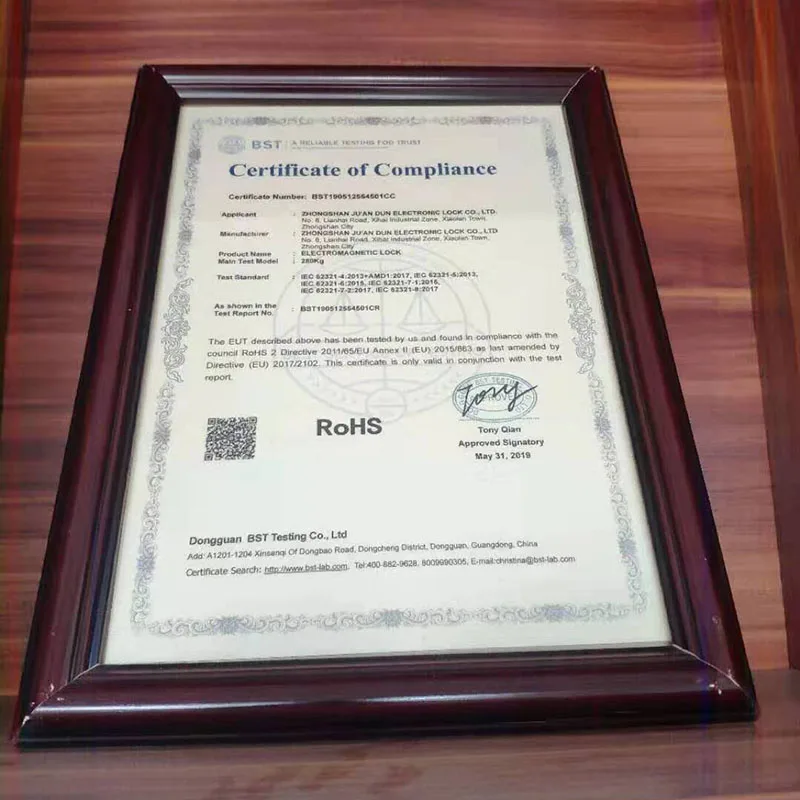 BST A RELIABLE TESTING FOD TRUST
Certificate of Compliance
Certificate Number: BST190512554501CC
Applicant : ZHONGSHAN JU'AN DUN ELECTRONIC LOCK CO., LTD.
No. 8, Lianhai Road, Xihai Industrial Zone, Xiaolan Town,
Zhongshan City
Manufacturer : ZHONGSHAN JU'AN DUN ELECTRONIC LOCK CO., LTD
No. 8, Lianhai Road, Xihai Industrial Zone, Xiaolan Town,
Zhongshan City
Product Name : ELECTROMAGNETIC LOCK
Main Test Model : 280Kg
Test Standard : IEC 62321-4:2013+AMD1:2017, IEC 62321-5:2013,
IEC 62321-6:2015, IEC 62321-7-1:2015,
IEC 62321-7-2:2017, IEC 62321-8:2017
As shown in the
Test Report No. : BST190512554501CR
The EUT described above has been tested by us and found in compliance with the
council RoHS 2 Directive 2011/65/EU Annex II (EU) 2015/863 as last amended by
Directive (EU) 2017/2102. This certificate is only valid in conjunction with the test
report.
RoHS
Tony
Tony Qian
Approved Signatory
May 31, 2019
Dongguan BST Testing Co., Ltd
Add: A1201-1204 Xinsanqi Of Dongbao Road, Dongcheng District, Dongguan, Guangdong, China
Certificate Search: http://www.bst-lab.com, Tel:400-882-9628, 8009990305, E-mail:christina@bst-lab.com